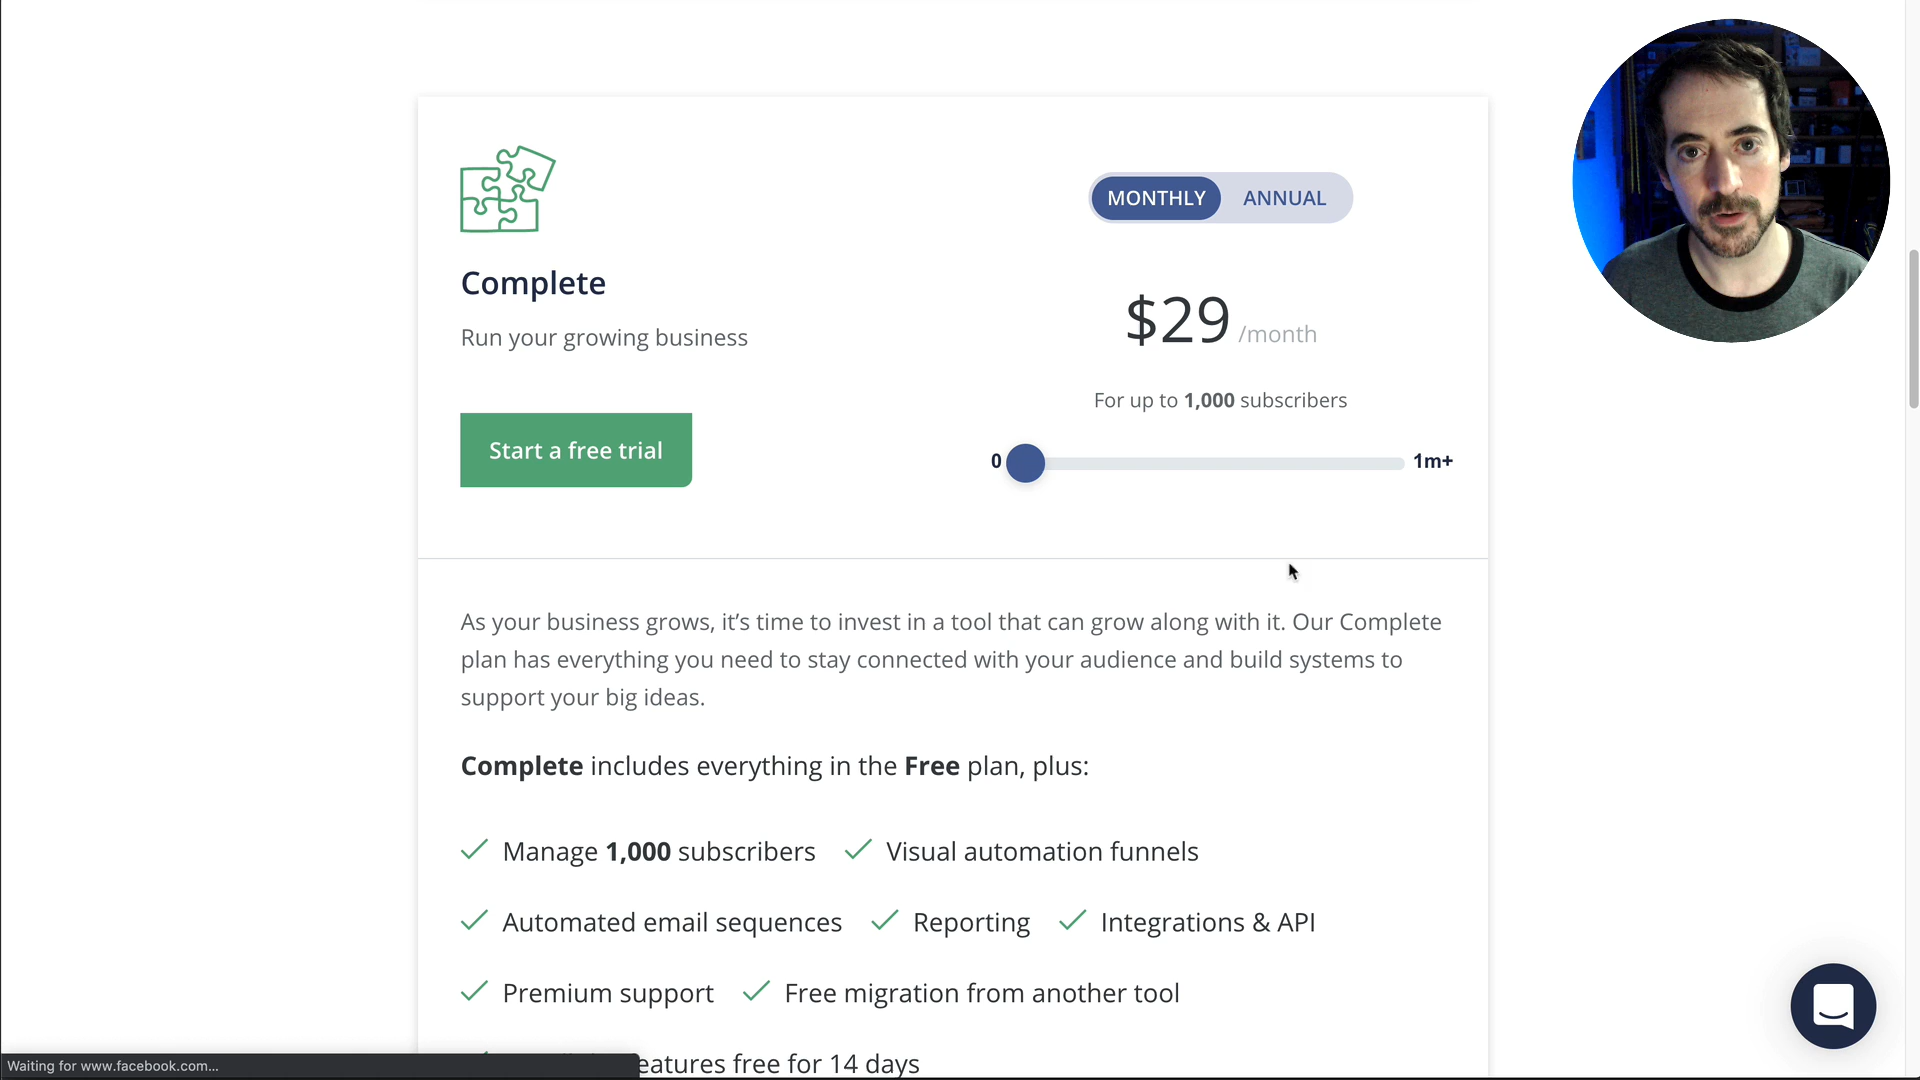 MONTHLY ANNUAL
Complete
$29 /month
Run your growing business
For up to 1,000 subscribers
Start a free trial
0 1m+
As your business grows, it’s time to invest in a tool that can grow along with it. Our Complete
plan has everything you need to stay connected with your audience and build systems to
support your big ideas.
Complete includes everything in the Free plan, plus:
Manage 1,000 subscribers Visual automation funnels
Automated email sequences Reporting Integrations & API
Premium support Free migration from another tool
features free for 14 days
Waiting for www.facebook.com...